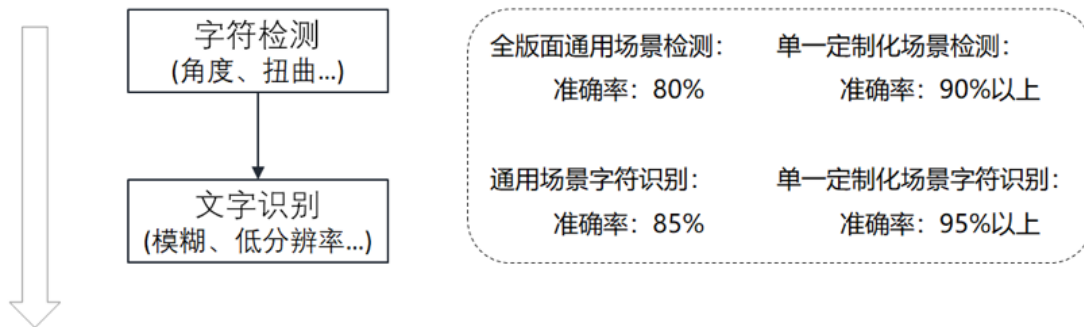 字符检测
(角度、扭曲...)
文字识别
(模糊、低分辨率...)
全版面通用场景检测：
准确率：80%
单一定制化场景检测：
准确率：90%以上
通用场景字符识别：
准确率：85%
单一定制化场景字符识别：
准确率：95%以上